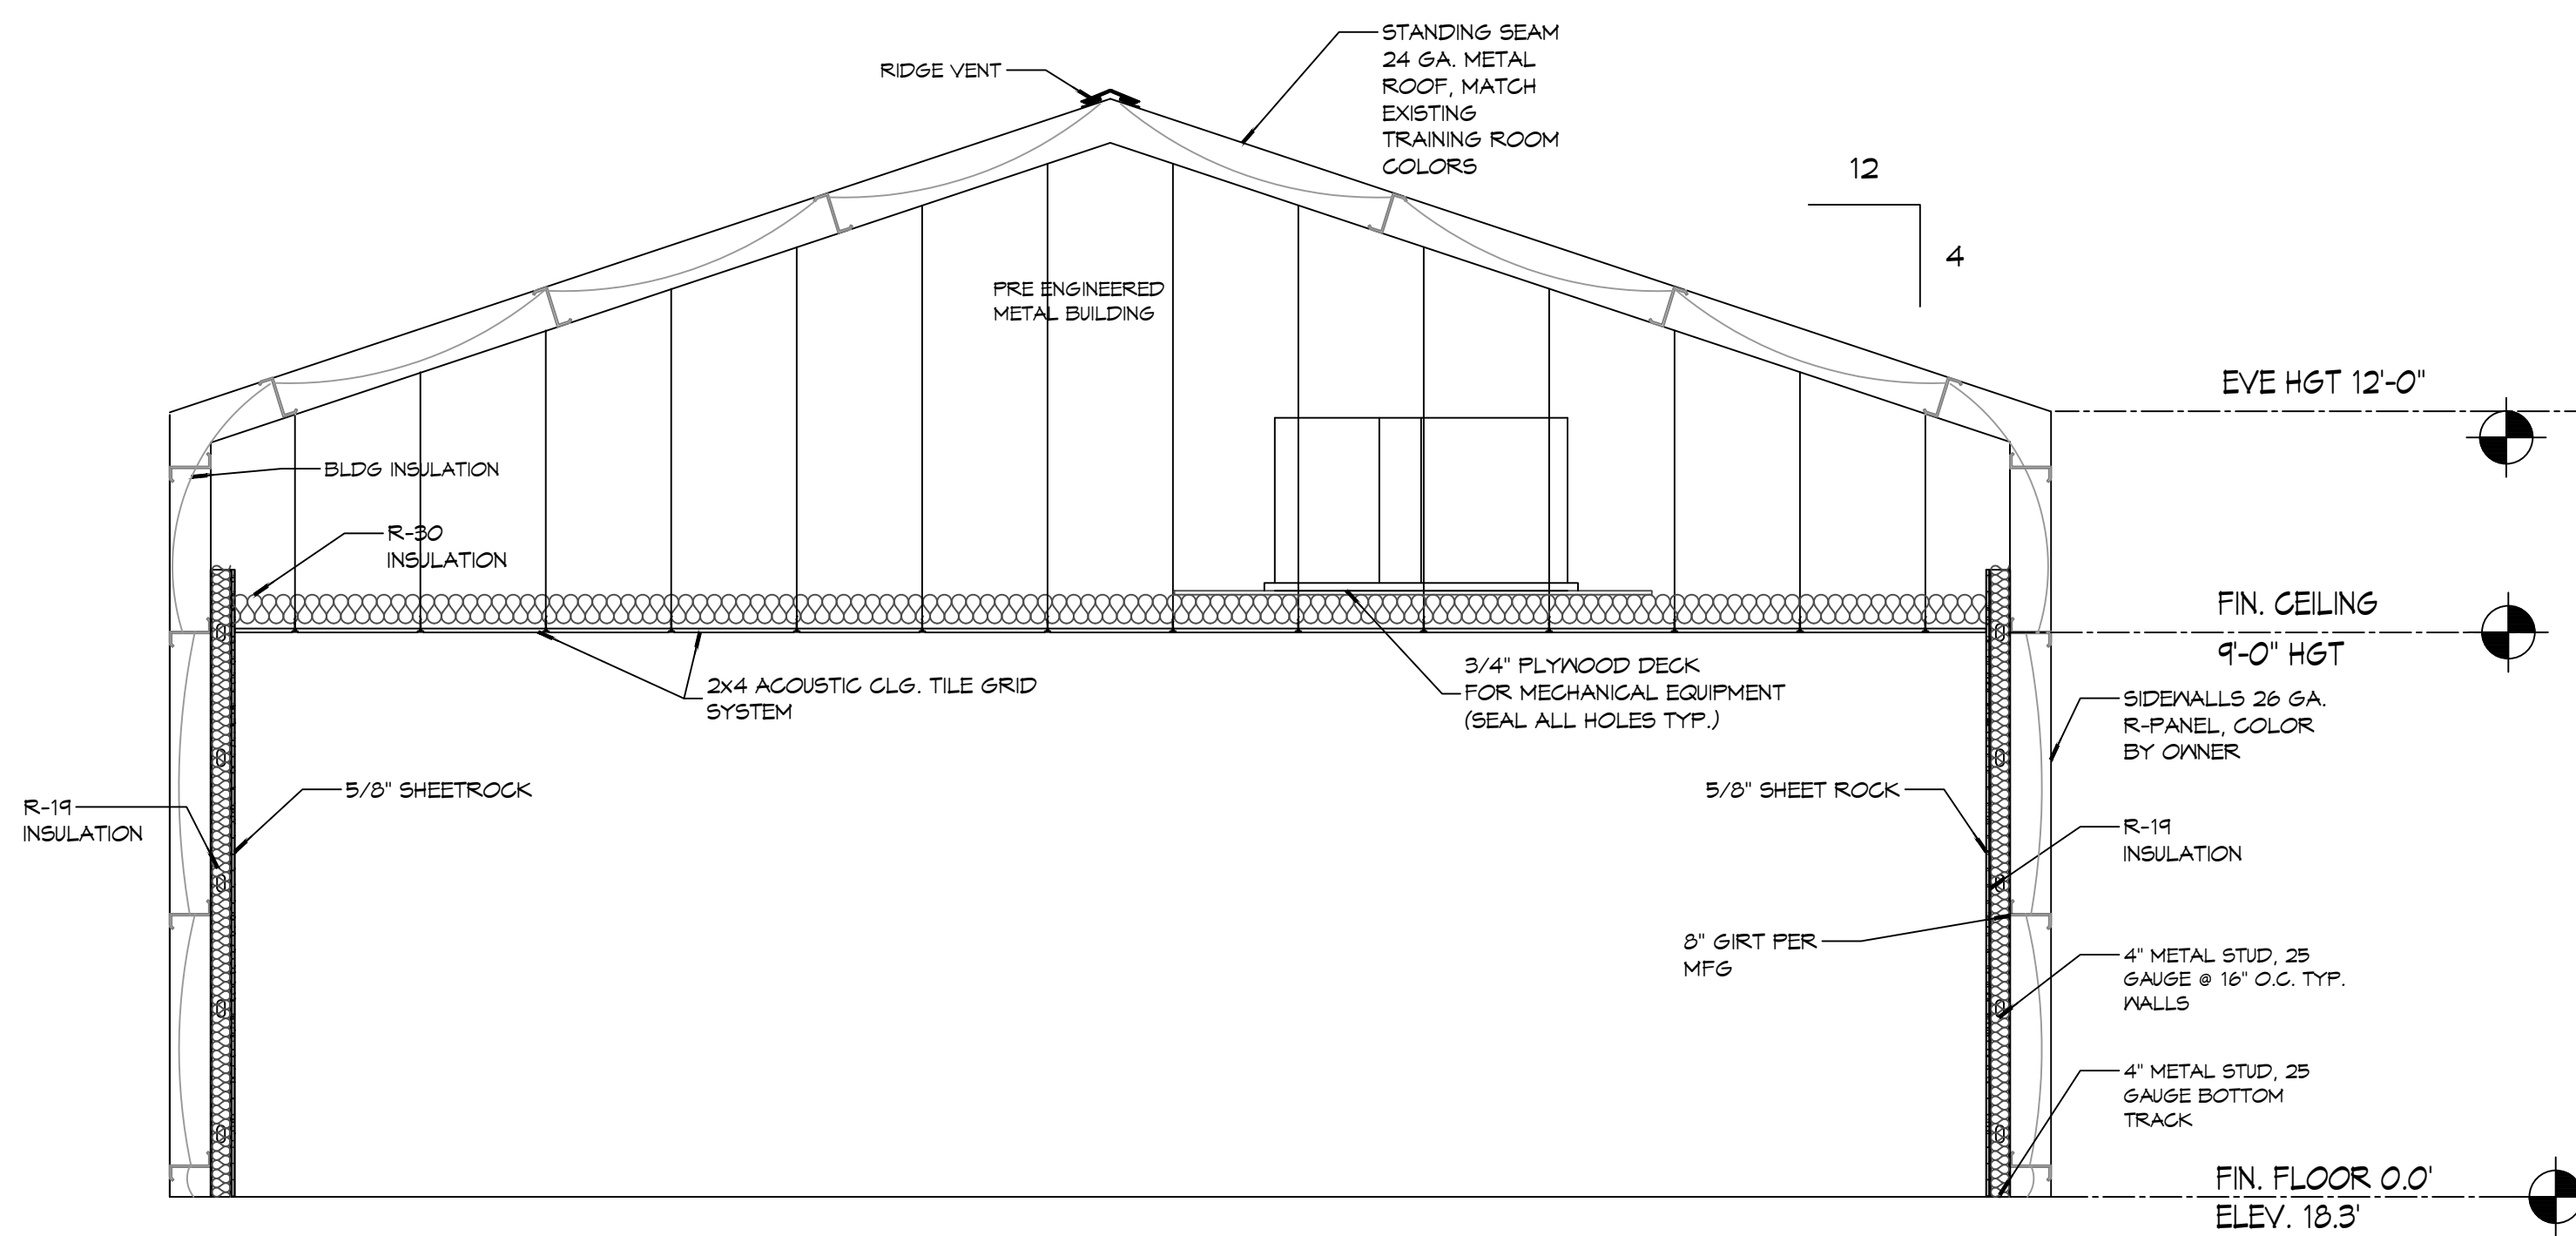 STANDING SEAM
24 GA. METAL
ROOF, MATCH
EXISTING
TRAINING ROOM
COLORS
RIDGE VENT
12
4
PRE ENGINEERED
METAL BUILDING
EVE HGT 12'-0"
BLDG INSULATION
R-30
INSULATION
FIN. CEILING
9'-0" HGT
2x4 ACOUSTIC CLG. TILE GRID
SYSTEM
3/4" PLYWOOD DECK
FOR MECHANICAL EQUIPMENT
(SEAL ALL HOLES TYP.)
SIDEWALLS 26 GA.
R-PANEL, COLOR
BY OWNER
R-19
INSULATION
5/8" SHEETROCK
5/8" SHEET ROCK
R-19
INSULATION
8" GIRT PER
MFG
4" METAL STUD, 25
GAUGE @ 16" O.C. TYP.
WALLS
4" METAL STUD, 25
GAUGE BOTTOM
TRACK
FIN. FLOOR 0.0'
ELEV. 18.3'